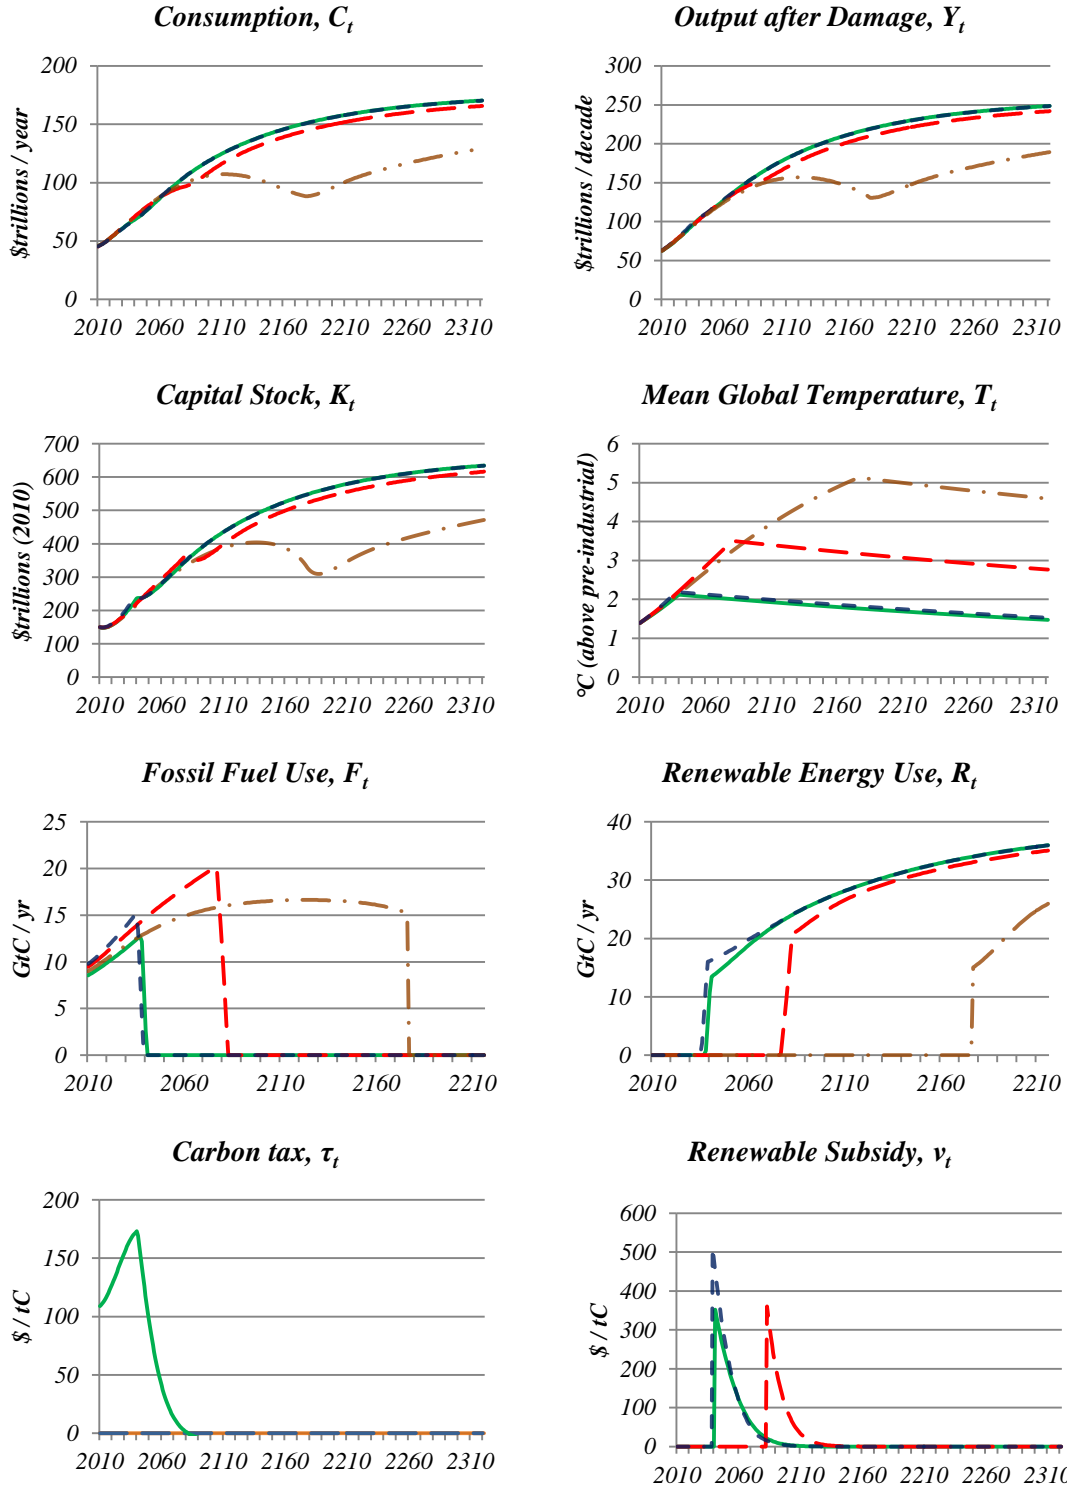 Consumption, Cₜ
$trillions / year
200
150
100
50
0
2010 2060 2110 2160 2210 2260 2310
Output after Damage, Yₜ
$trillions / decade
300
250
200
150
100
50
0
2010 2060 2110 2160 2210 2260 2310
Capital Stock, Kₜ
$trillions (2010)
700
600
500
400
300
200
100
0
2010 2060 2110 2160 2210 2260 2310
Mean Global Temperature, Tₜ
°C (above pre-industrial)
6
5
4
3
2
1
0
2010 2060 2110 2160 2210 2260 2310
Fossil Fuel Use, Fₜ
GtC / yr
25
20
15
10
5
0
2010 2060 2110 2160 2210
Renewable Energy Use, Rₜ
GtC / yr
40
30
20
10
0
2010 2060 2110 2160 2210
Carbon tax, τₜ
$ / tC
200
150
100
50
0
2010 2060 2110 2160 2210 2260 2310
Renewable Subsidy, νₜ
$ / tC
600
500
400
300
200
100
0
2010 2060 2110 2160 2210 2260 2310